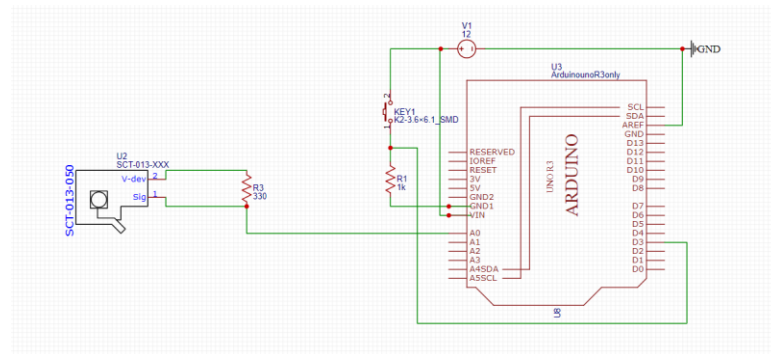 V1
12
GND
U3
ArduinounoR3only
2
KEY1
K2-3.6×6.1_SMD
1
SCL
SDA
AREF
GND
D13
D12
D11
D10
D9
D8
D7
D6
D5
D4
D3
D2
D1
D0
RESERVED
IOREF
RESET
3V
5V
GND2
GND1
VIN
A0
A1
A2
A3
A4SDA
A5SCL
UNO R3
ARDUINO
U8
R1
1k
U2
SCT-013-XXX
V-dev
2
Sig
1
SCT-013-050
R3
330